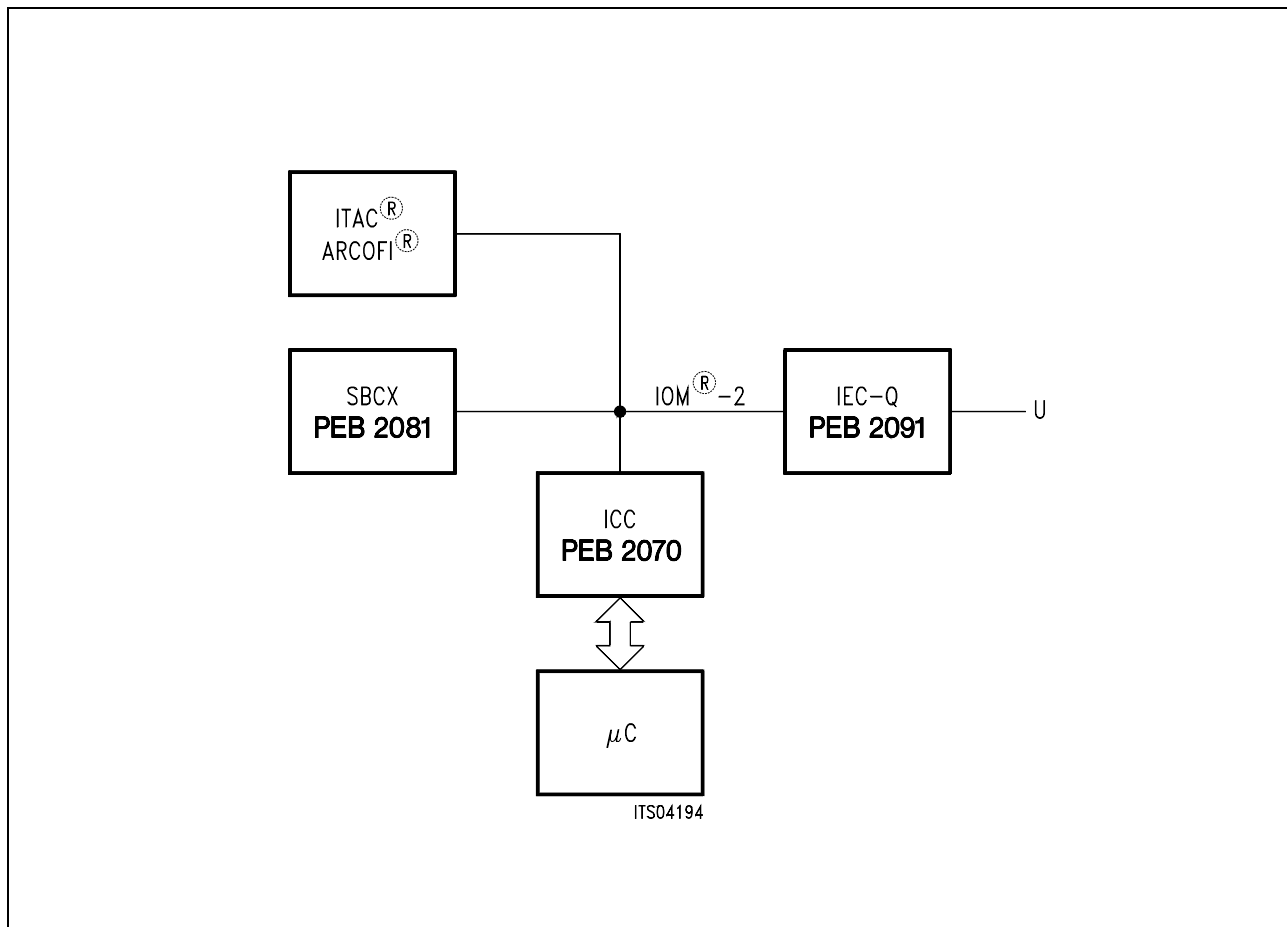 ITAC®
ARCOFI®
SBCX
PEB 2081
IOM®-2
IEC-Q
PEB 2091
U
ICC
PEB 2070
μC
ITS04194